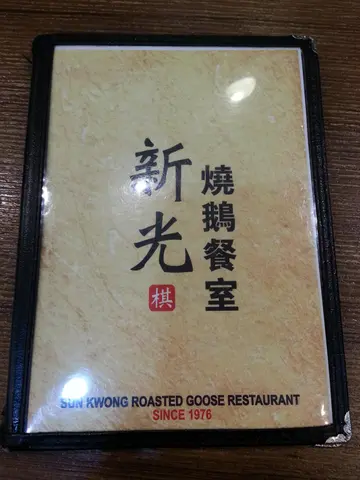 新光
棋
燒鵝餐室
SUN KWONG ROASTED GOOSE RESTAURANT
SINCE 1976